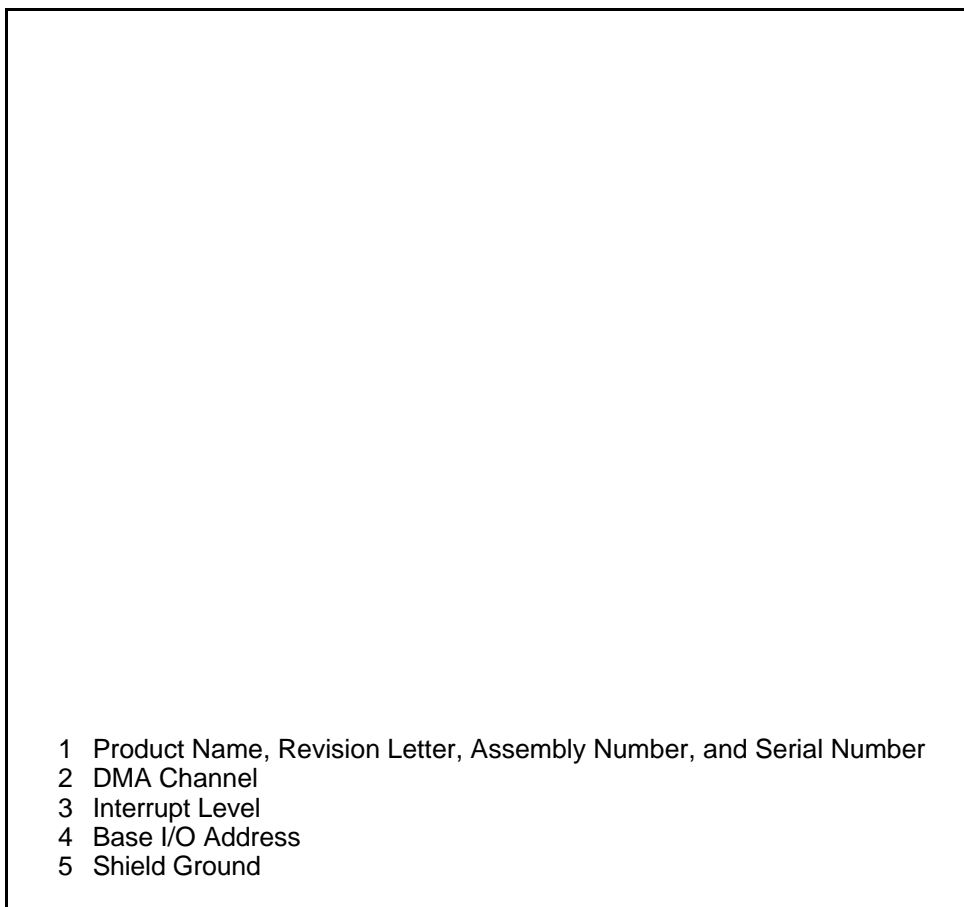 1 Product Name, Revision Letter, Assembly Number, and Serial Number
2 DMA Channel
3 Interrupt Level
4 Base I/O Address
5 Shield Ground